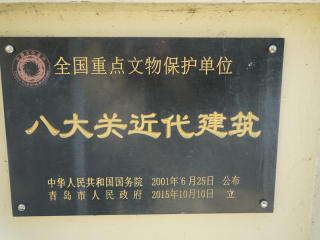 全国重点文物保护单位
八大关近代建筑
中华人民共和国国务院 2001年6月25日 公布
青岛市人民政府 2015年10月10日 立